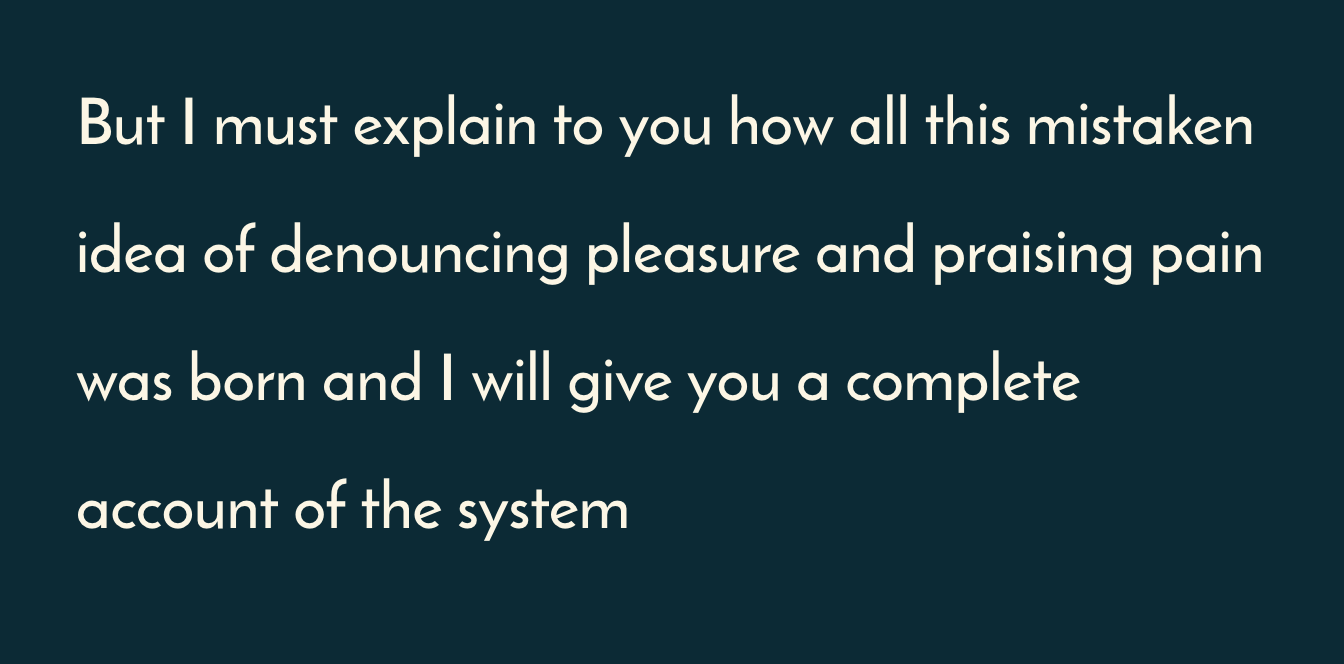 But I must explain to you how all this mistaken
idea of denouncing pleasure and praising pain
was born and I will give you a complete
account of the system